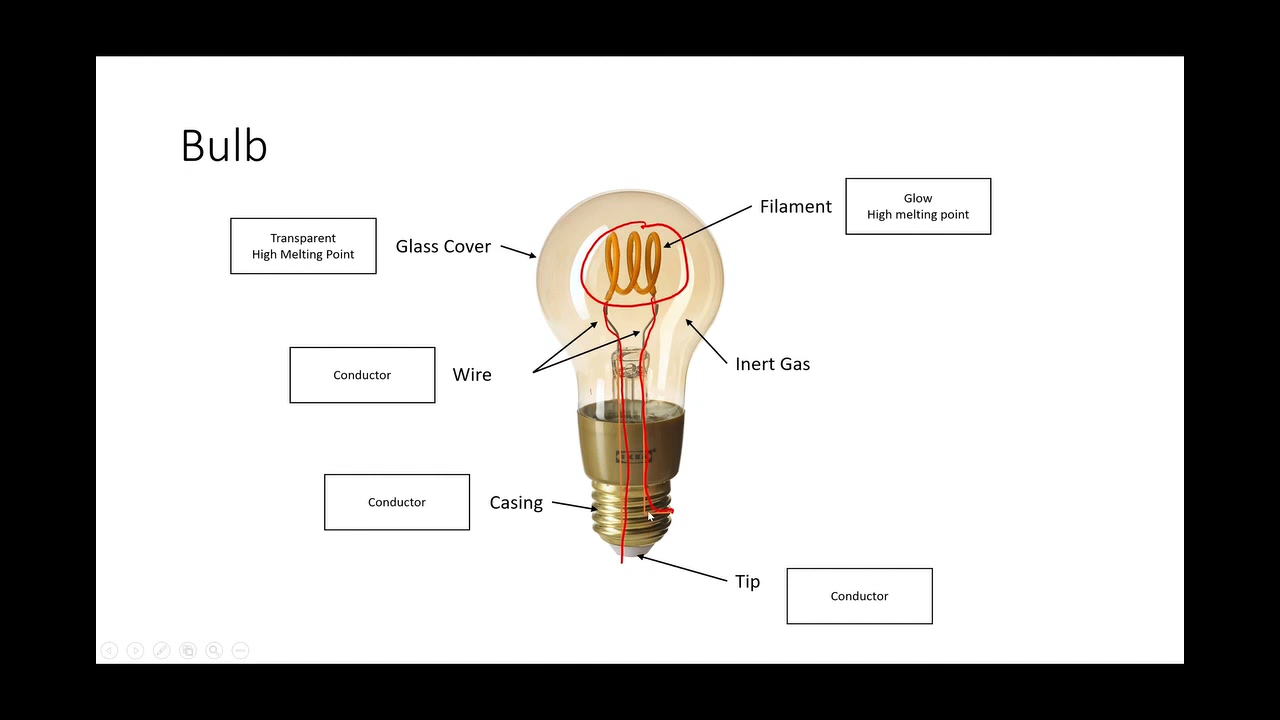 Bulb
Filament
Glow
High melting point
Transparent
High Melting Point
Glass Cover
Inert Gas
Conductor
Wire
IKEA
Conductor
Casing
Tip
Conductor